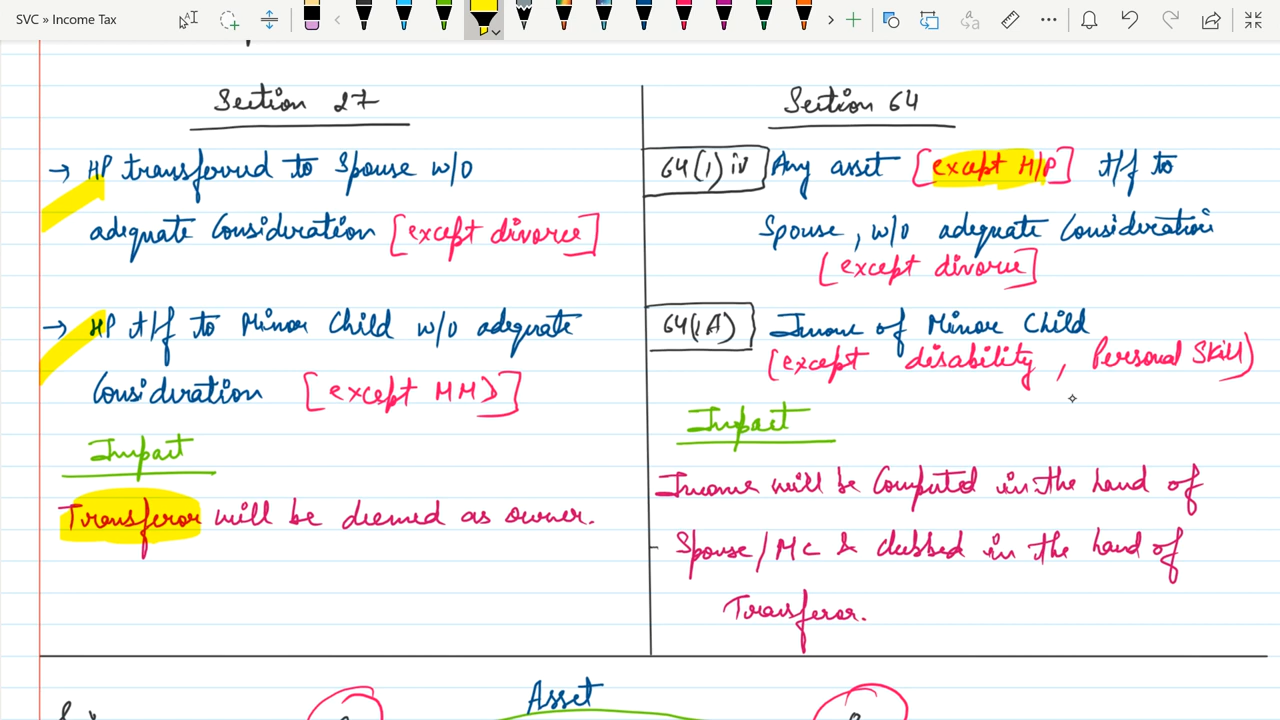 SVC » Income Tax
Section 27
→ HP transferred to Spouse w/o
adequate Consideration [except divorce]
→ HP t/f to Minor Child w/o adequate
Consideration [except MMD]
Impact
Transferor will be deemed as owner.
Section 64
64(1)iv Any asset [except H/P] t/f to
Spouse, w/o adequate Consideration
[except divorce]
64(1A) Income of Minor Child
(except disability, Personal Skill)
Impact
Income will be Computed in the hand of
Spouse/MC & clubbed in the hand of
Transferor.
Asset